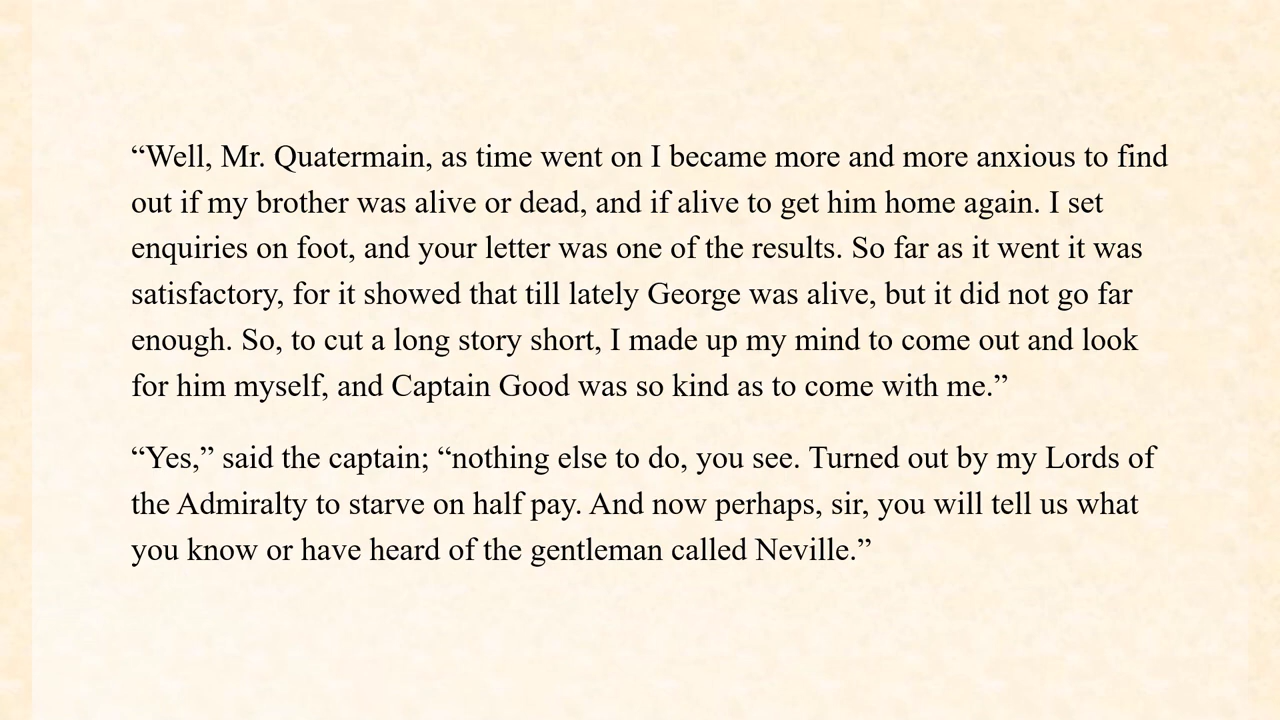 “Well, Mr. Quatermain, as time went on I became more and more anxious to find
out if my brother was alive or dead, and if alive to get him home again. I set
enquiries on foot, and your letter was one of the results. So far as it went it was
satisfactory, for it showed that till lately George was alive, but it did not go far
enough. So, to cut a long story short, I made up my mind to come out and look
for him myself, and Captain Good was so kind as to come with me.”
“Yes,” said the captain; “nothing else to do, you see. Turned out by my Lords of
the Admiralty to starve on half pay. And now perhaps, sir, you will tell us what
you know or have heard of the gentleman called Neville.”